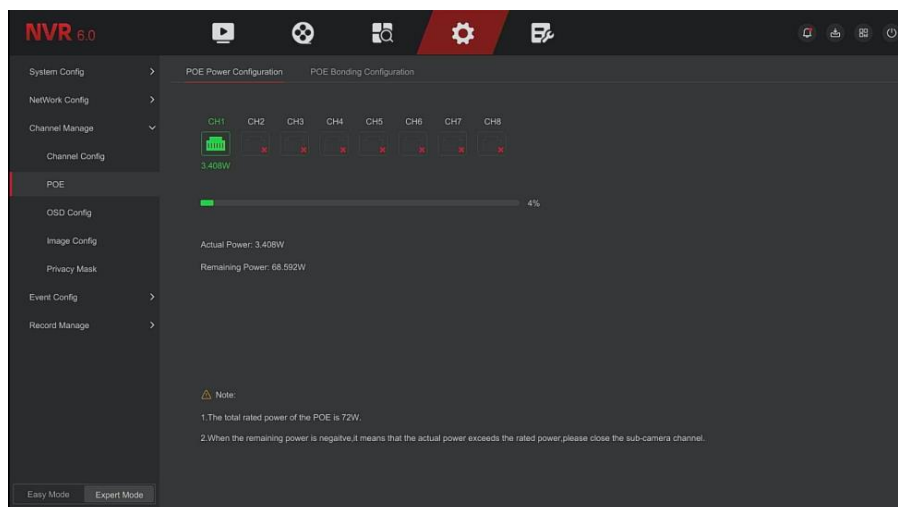 NVR 6.0
System Config
POE Power Configuration POE Bonding Configuration
NetWork Config
Channel Manage
CH1 CH2 CH3 CH4 CH5 CH6 CH7 CH8
3.408W
Channel Config
POE
4%
OSD Config
Image Config
Actual Power: 3.408W
Privacy Mask
Remaining Power: 68.592W
Event Config
Record Manage
Note:
1.The total rated power of the POE is 72W.
2.When the remaining power is negaitve,it means that the actual power exceeds the rated power,please close the sub-camera channel.
Easy Mode Expert Mode